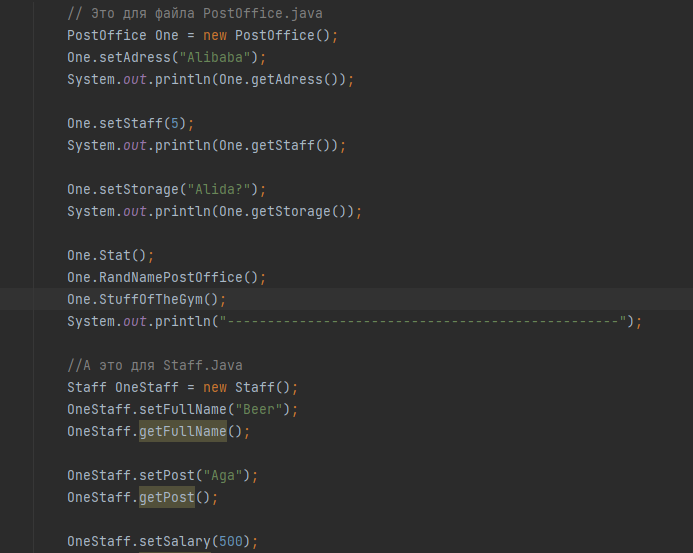 // Это для файла PostOffice.java
PostOffice One = new PostOffice();
One.setAdress("Alibaba");
System.out.println(One.getAdress());
One.setStaff(5);
System.out.println(One.getStaff());
One.setStorage("Alida?");
System.out.println(One.getStorage());
One.Stat();
One.RandNamePostOffice();
One.StuffOfTheGym();
System.out.println("-------------------------------------------------");
//А это для Staff.Java
Staff OneStaff = new Staff();
OneStaff.setFullName("Beer");
OneStaff.getFullName();
OneStaff.setPost("Aga");
OneStaff.getPost();
OneStaff.setSalary(500);